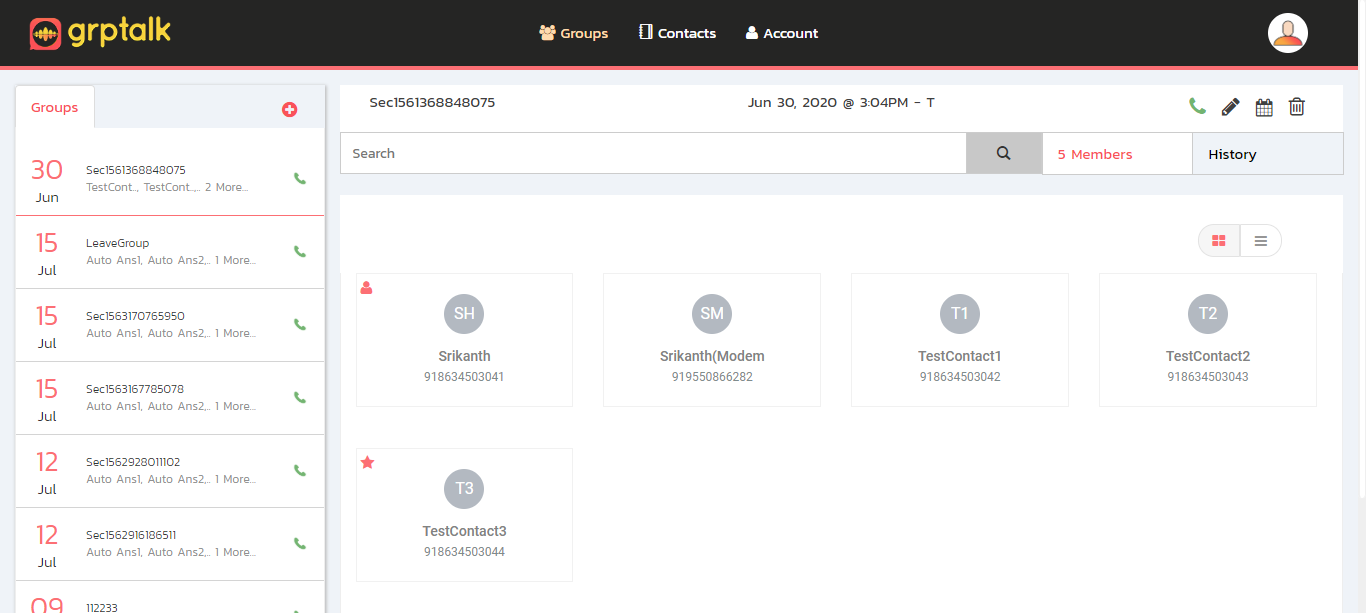 grptalk
Groups
Contacts
Account
Groups
30
Jun
Sec1561368848075
TestCont.., TestCont..,.. 2 More...
15
Jul
LeaveGroup
Auto Ans1, Auto Ans2,.. 1 More...
15
Jul
Sec1563170765950
Auto Ans1, Auto Ans2,.. 1 More...
15
Jul
Sec1563167785078
Auto Ans1, Auto Ans2,.. 1 More...
12
Jul
Sec1562928011102
Auto Ans1, Auto Ans2,.. 1 More...
12
Jul
Sec1562916186511
Auto Ans1, Auto Ans2,.. 1 More...
09
112233
Sec1561368848075
Jun 30, 2020 @ 3:04PM - T
Search
5 Members
History
SH
Srikanth
918634503041
SM
Srikanth(Modem
919550866282
T1
TestContact1
918634503042
T2
TestContact2
918634503043
T3
TestContact3
918634503044